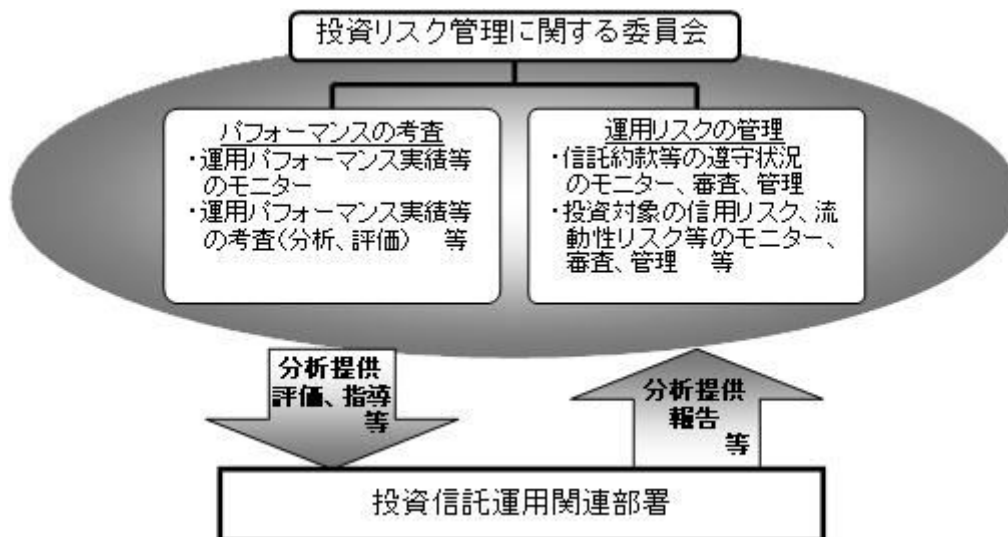 投資リスク管理に関する委員会
パフォーマンスの考査
・運用パフォーマンス実績等
のモニター
・運用パフォーマンス実績等
の考査(分析、評価)　等
運用リスクの管理
・信託約款等の遵守状況
のモニター、審査、管理
・投資対象の信用リスク、流
動性リスク等のモニター、
審査、管理　等
分析提供
評価、指導
等
分析提供
報告
等
投資信託運用関連部署